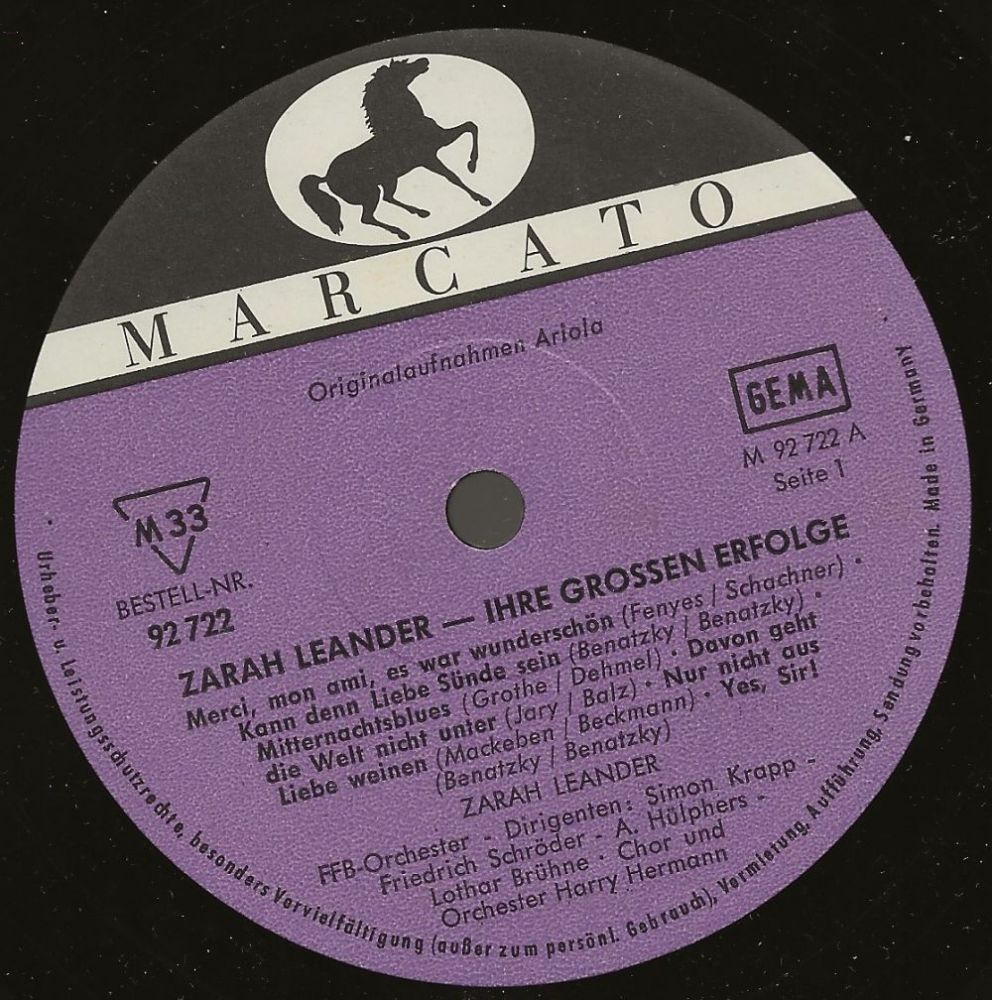 MARCATO
Originalaufnahmen Ariola
GEMA
M 92 722 A
Seite 1
M 33
BESTELL-NR.
92 722
ZARAH LEANDER — IHRE GROSSEN ERFOLGE
Merci, mon ami, es war wunderschön (Fenyes / Schachner) ·
Kann denn Liebe Sünde sein (Benatzky / Benatzky) ·
Mitternachtsblues (Grothe / Dehmel) · Davon geht
die Welt nicht unter (Jary / Balz) · Nur nicht aus
Liebe weinen (Mackeben / Beckmann) · Yes, Sir!
(Benatzky / Benatzky)
ZARAH LEANDER
FFB-Orchester - Dirigenten: Simon Krapp -
Friedrich Schröder - A. Hülphers -
Lothar Brühne · Chor und
Orchester Harry Hermann
· Urheber- u. Leistungsschutzrechte, besonders Vervielfältigung (außer zum persönl. Gebrauch), Vermietung, Aufführung, Sendung vorbehalten. Made in Germany ·